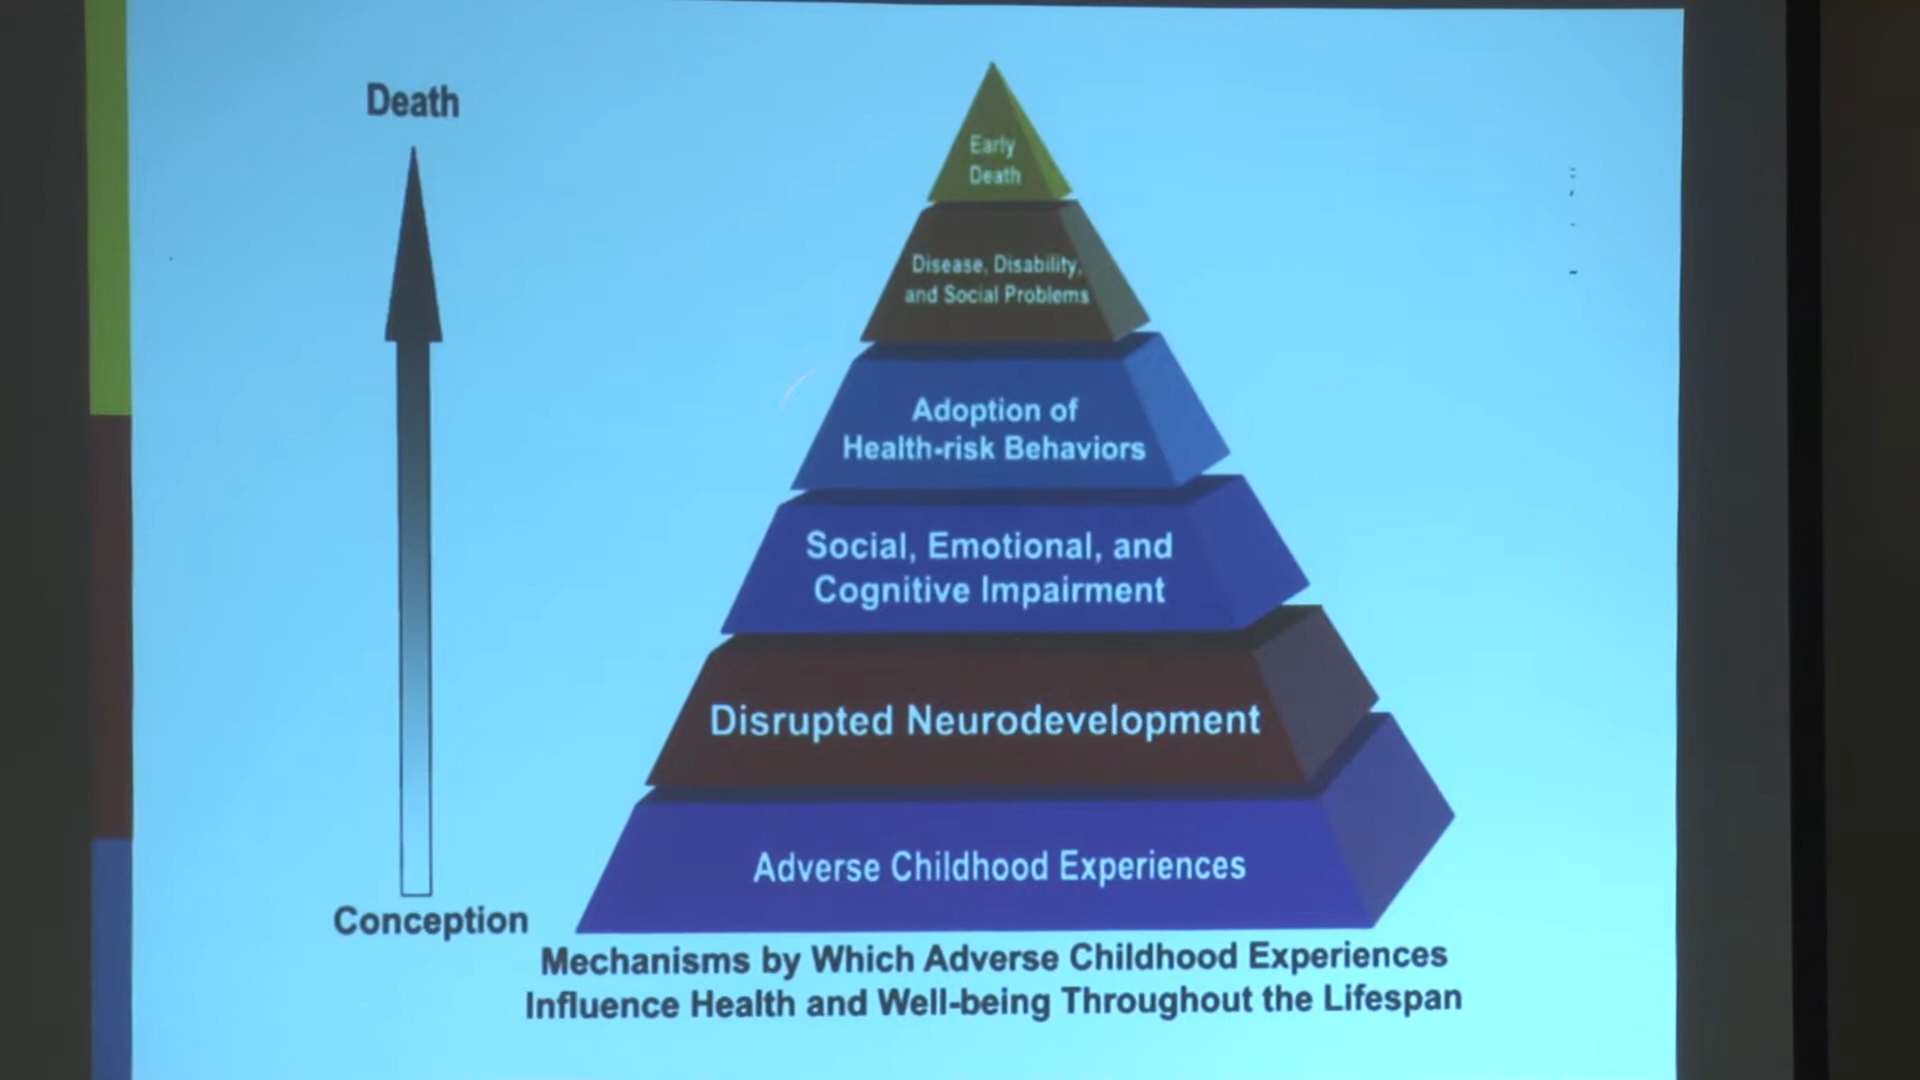 Death
Early
Death
Disease, Disability,
and Social Problems
Adoption of
Health-risk Behaviors
Social, Emotional, and
Cognitive Impairment
Disrupted Neurodevelopment
Adverse Childhood Experiences
Conception
Mechanisms by Which Adverse Childhood Experiences
Influence Health and Well-being Throughout the Lifespan